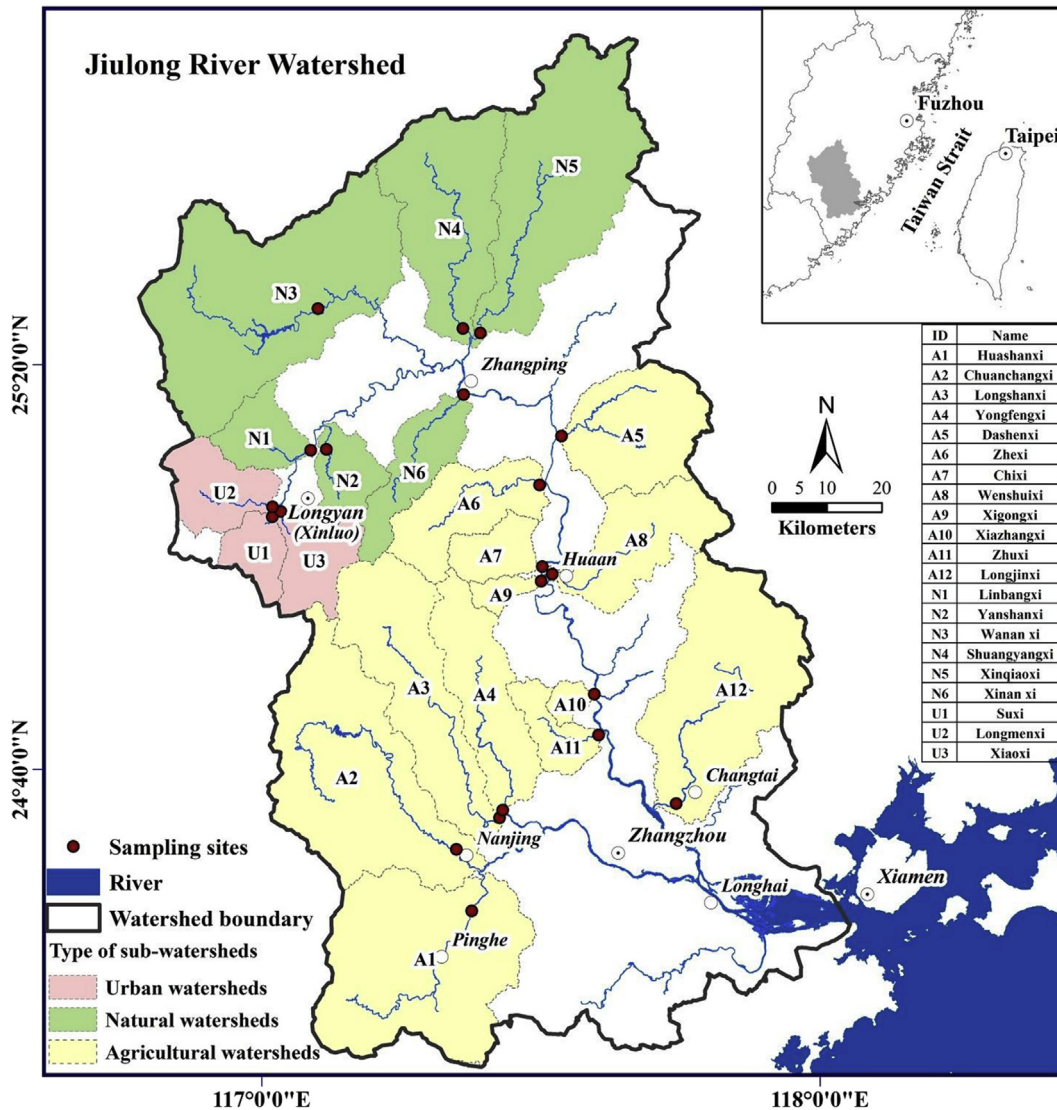 Jiulong River Watershed
Fuzhou
Taipei
Taiwan Strait
N5
N4
N3
Zhangping
25°20'0"N
N1
N2
N6
A5
U2
Longyan
(Xinluo)
U1
U3
A6
A7
A8
Huaan
A9
A3
A4
A10
A11
A12
A2
24°40'0"N
Changtai
Nanjing
Zhangzhou
Longhai
Xiamen
Pinghe
A1
N
0 10 20
Kilometers
ID Name
A1 Huashanxi
A2 Chuanchangxi
A3 Longshanxi
A4 Yongfengxi
A5 Dashenxi
A6 Zhexi
A7 Chixi
A8 Wenshuixi
A9 Xigongxi
A10 Xiazhangxi
A11 Zhuxi
A12 Longjinxi
N1 Linbangxi
N2 Yanshanxi
N3 Wanan xi
N4 Shuangyangxi
N5 Xinqiaoxi
N6 Xinan xi
U1 Suxi
U2 Longmenxi
U3 Xiaoxi
Sampling sites
River
Watershed boundary
Type of sub-watersheds
Urban watersheds
Natural watersheds
Agricultural watersheds
117°0'0"E
118°0'0"E